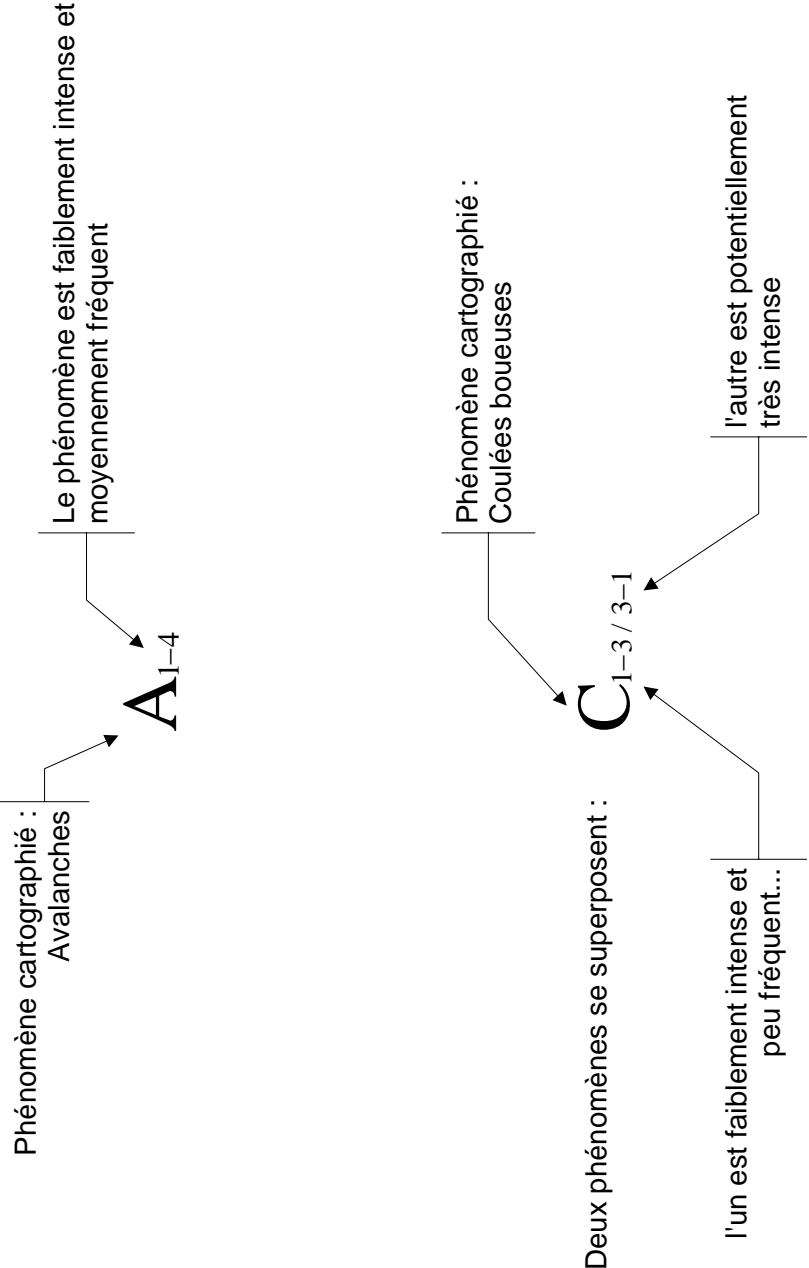 Phénomène cartographié :
Avalanches
A1–4
Le phénomène est faiblement intense et
moyennement fréquent
Phénomène cartographié :
Coulées boueuses
Deux phénomènes se superposent :
C1–3 / 3–1
l'un est faiblement intense et
peu fréquent...
l'autre est potentiellement
très intense